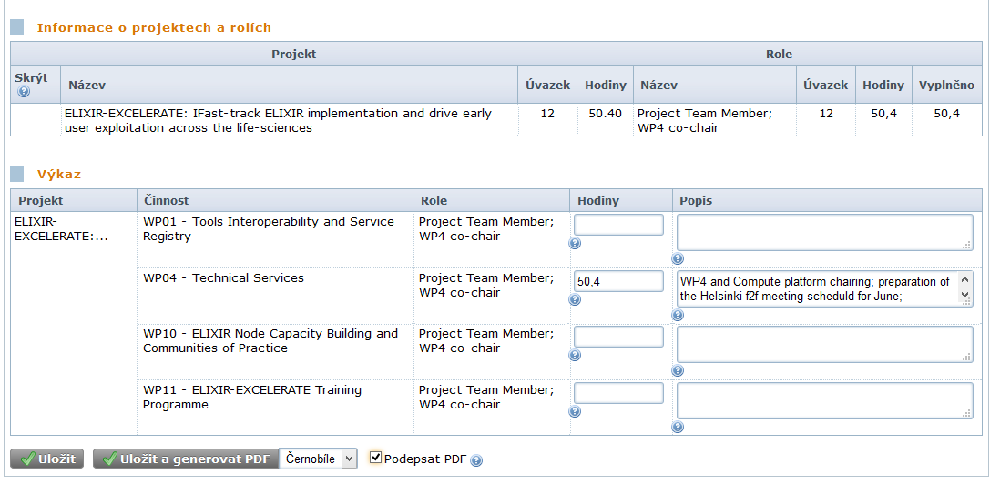 Informace o projektech a rolích
Projekt Role
Skrýt Název Úvazek Hodiny Název Úvazek Hodiny Vyplněno
ELIXIR-EXCELERATE: IFast-track ELIXIR implementation and drive early 12 50.40 Project Team Member; 12 50,4 50,4
user exploitation across the life-sciences WP4 co-chair
Výkaz
Projekt Činnost Role Hodiny Popis
ELIXIR- WP01 - Tools Interoperability and Service Project Team Member;
EXCELERATE:... Registry WP4 co-chair
WP04 - Technical Services Project Team Member; 50,4 WP4 and Compute platform chairing; preparation of
WP4 co-chair the Helsinki f2f meeting scheduld for June;
WP10 - ELIXIR Node Capacity Building and Project Team Member;
Communities of Practice WP4 co-chair
WP11 - ELIXIR-EXCELERATE Training Project Team Member;
Programme WP4 co-chair
Uložit Uložit a generovat PDF Černobíle Podepsat PDF